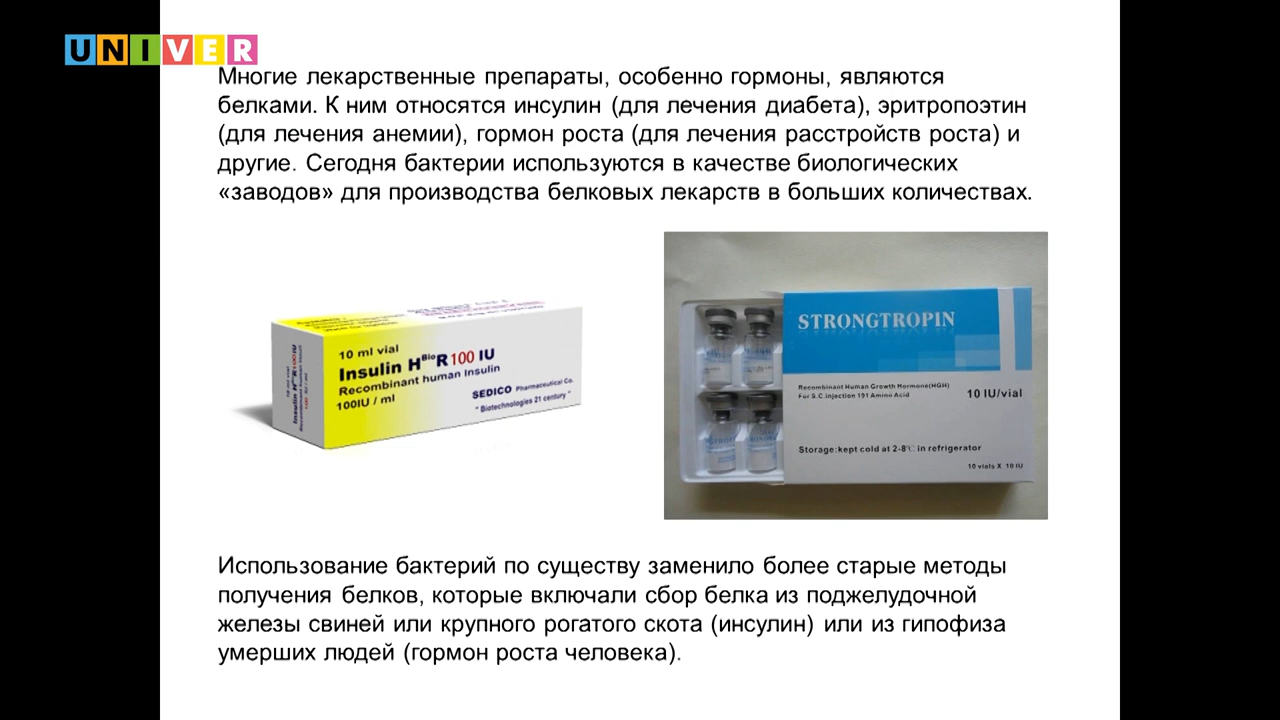 UNIVER
Многие лекарственные препараты, особенно гормоны, являются
белками. К ним относятся инсулин (для лечения диабета), эритропоэтин
(для лечения анемии), гормон роста (для лечения расстройств роста) и
другие. Сегодня бактерии используются в качестве биологических
«заводов» для производства белковых лекарств в больших количествах.
10 ml vial
Insulin H BioR 100 IU
Recombinant human Insulin
100IU / ml
SEDICO Pharmaceutical Co.
" Biotechnologies 21 century "
STRONGTROPIN
Recombinant Human Growth Hormone(HGH)
For S.C.injection 191 Amino Acid
10 IU/vial
Storage:kept cold at 2-8℃ in refrigerator
10 vials X 10 IU
Использование бактерий по существу заменило более старые методы
получения белков, которые включали сбор белка из поджелудочной
железы свиней или крупного рогатого скота (инсулин) или из гипофиза
умерших людей (гормон роста человека).